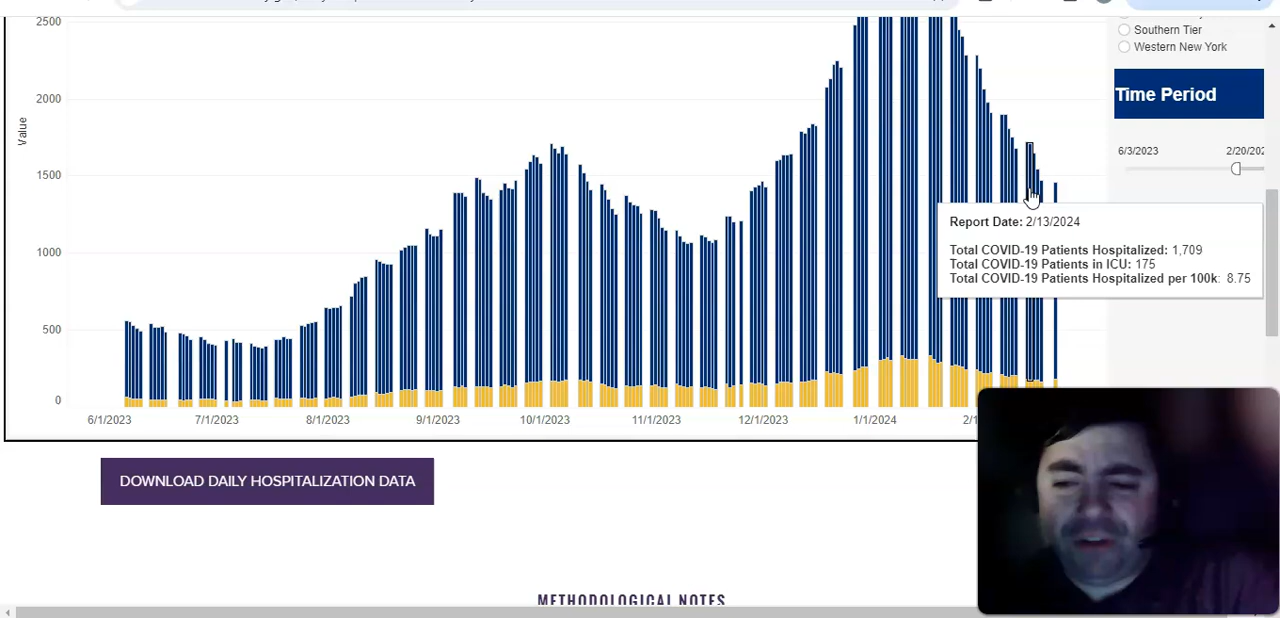 2500
2000
1500
1000
500
0
Value
6/1/2023
7/1/2023
8/1/2023
9/1/2023
10/1/2023
11/1/2023
12/1/2023
1/1/2024
2/1
Southern Tier
Western New York
Time Period
6/3/2023
2/20/202
Report Date: 2/13/2024
Total COVID-19 Patients Hospitalized: 1,709
Total COVID-19 Patients in ICU: 175
Total COVID-19 Patients Hospitalized per 100k: 8.75
DOWNLOAD DAILY HOSPITALIZATION DATA
METHODOLOGICAL NOTES